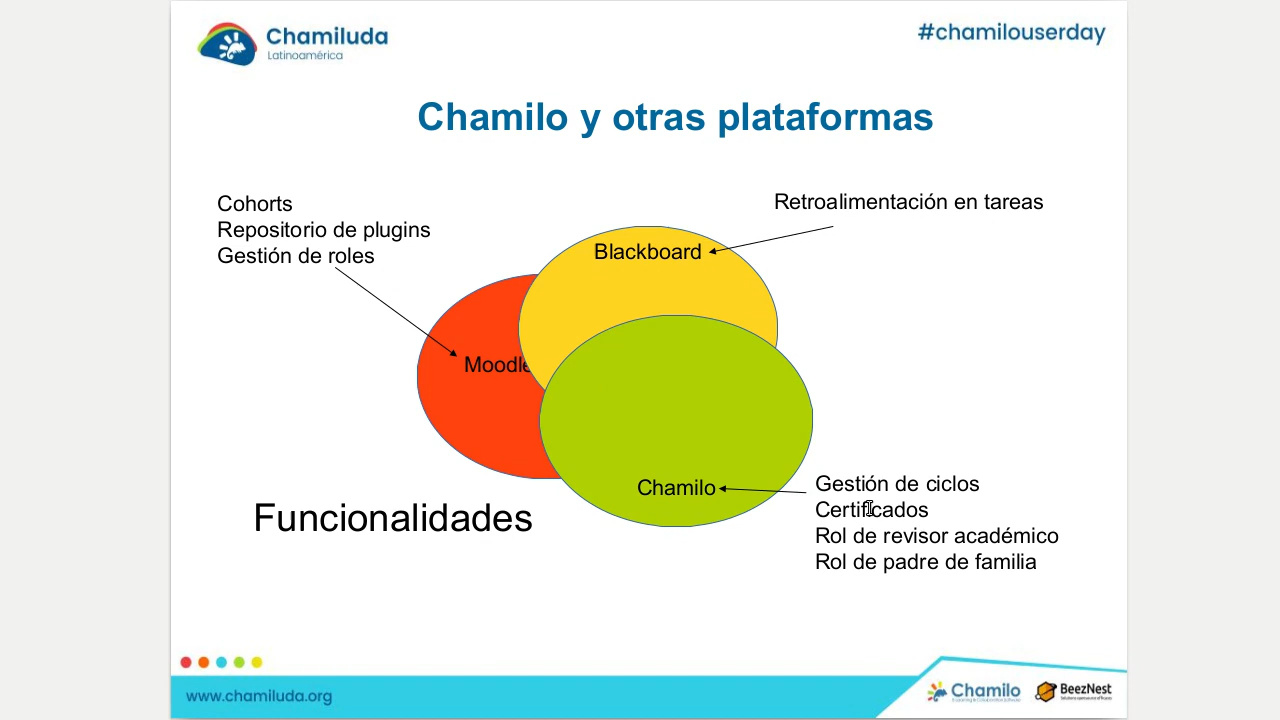 Chamiluda
Latinoamérica
#chamilouserday
Chamilo y otras plataformas
Cohorts
Repositorio de plugins
Gestión de roles
Retroalimentación en tareas
Blackboard
Moodle
Chamilo
Gestión de ciclos
Certificados
Rol de revisor académico
Rol de padre de familia
Funcionalidades
www.chamiluda.org
Chamilo
BeezNest